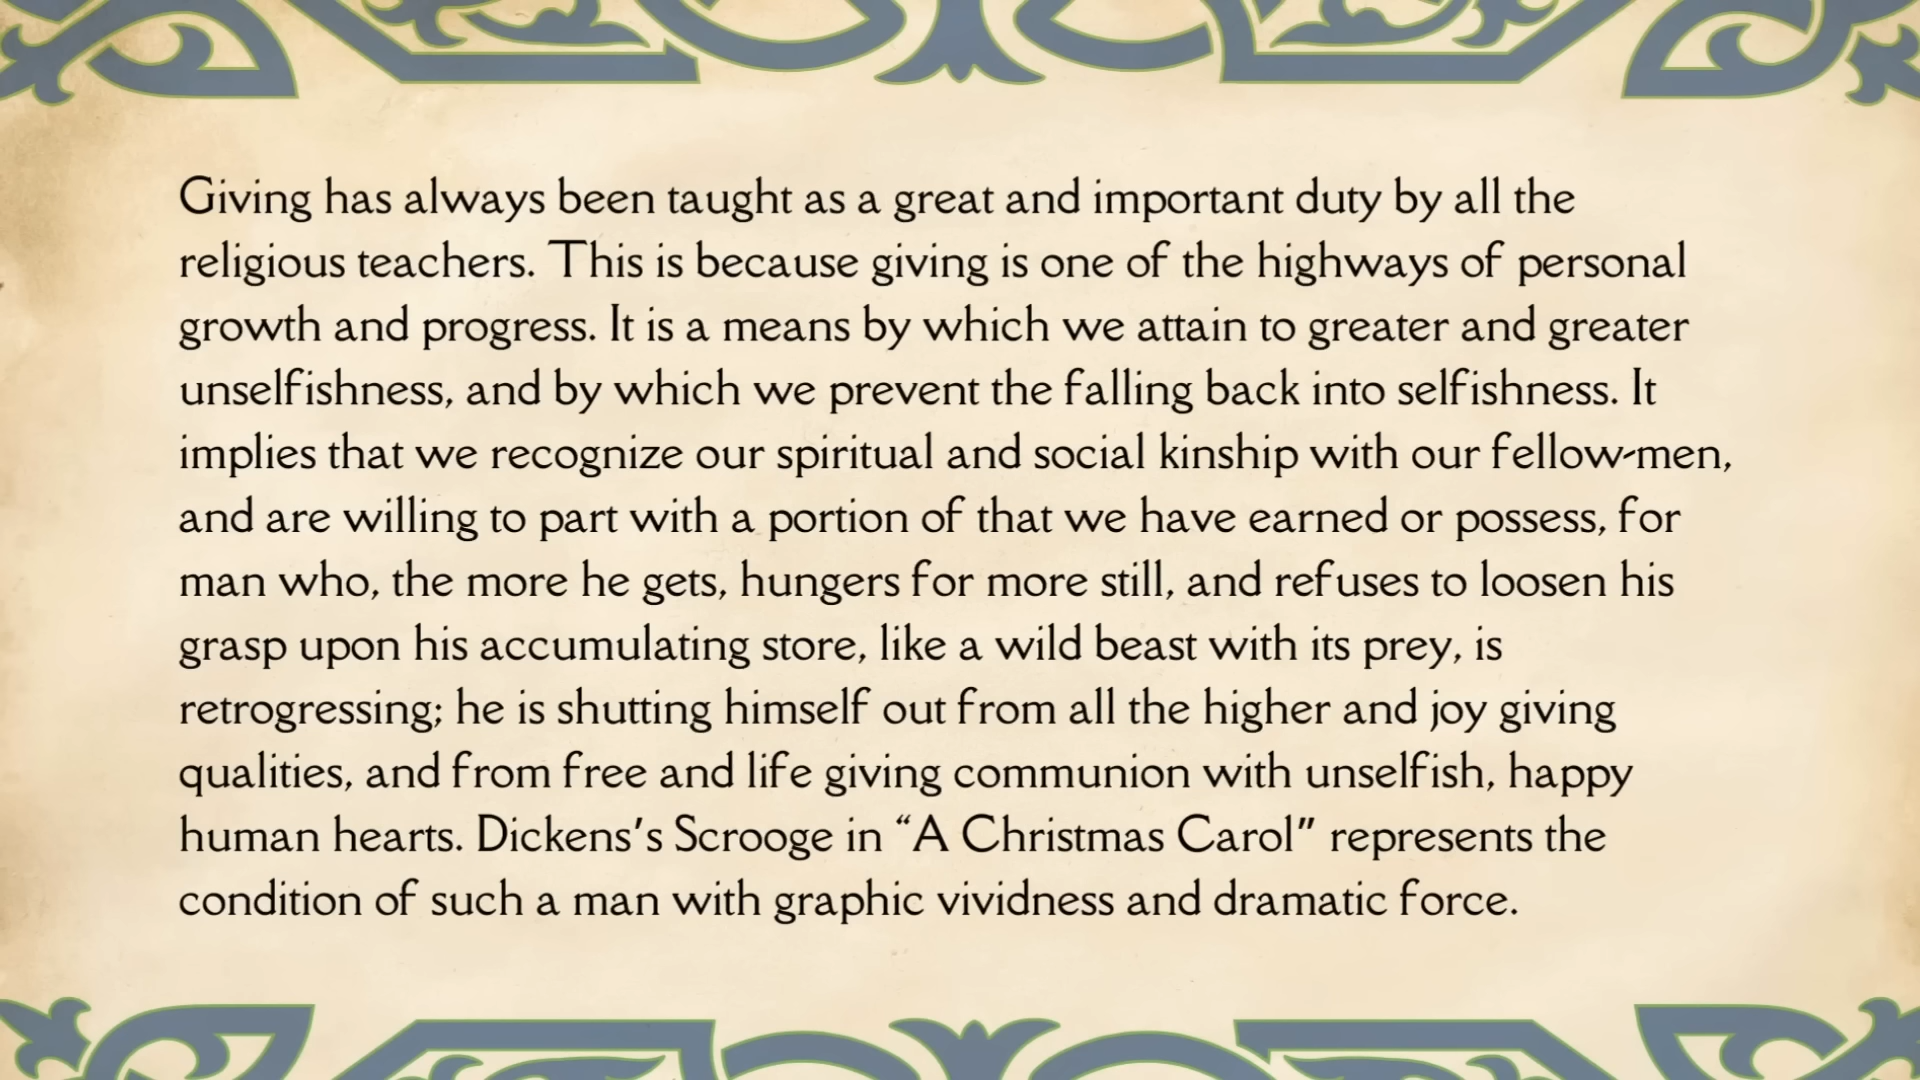 Giving has always been taught as a great and important duty by all the
religious teachers. This is because giving is one of the highways of personal
growth and progress. It is a means by which we attain to greater and greater
unselfishness, and by which we prevent the falling back into selfishness. It
implies that we recognize our spiritual and social kinship with our fellow-men,
and are willing to part with a portion of that we have earned or possess, for
man who, the more he gets, hungers for more still, and refuses to loosen his
grasp upon his accumulating store, like a wild beast with its prey, is
retrogressing; he is shutting himself out from all the higher and joy giving
qualities, and from free and life giving communion with unselfish, happy
human hearts. Dickens's Scrooge in “A Christmas Carol" represents the
condition of such a man with graphic vividness and dramatic force.